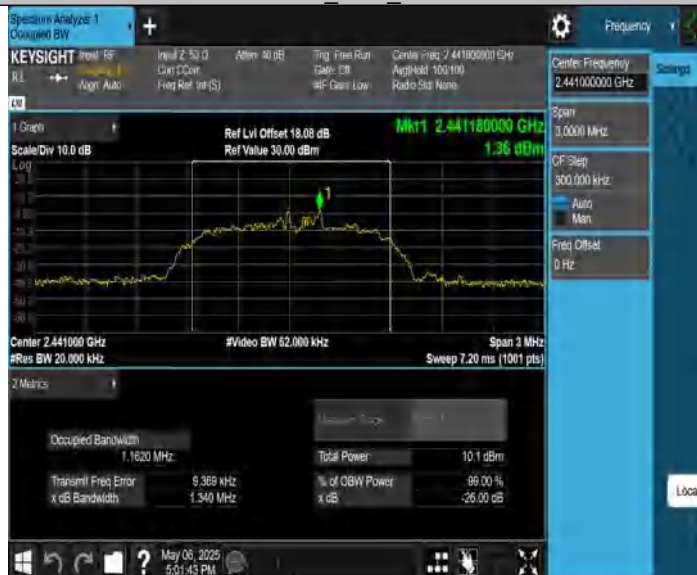 Spectrum Analyzer 1
Occupied BW
Frequency
KEYSIGHT
Input: RF
Input Z: 50 Ω
Atten: 40 dB
Trig: Free Run
RL
Align: Auto
Corr CCorr
Freq Ref: Int (S)
Gate: Off
#IF Gain: Low
Avg|Hold: 100/100
Radio Std: None
Center Frequency
2.441000000 GHz
Settings
Span
3.0000 MHz
CF Step
300.000 kHz
Auto
Man
Freq Offset
0 Hz
1 Graph
Scale/Div 10.0 dB
Ref Lvl Offset 18.08 dB
Ref Value 30.00 dBm
Mkr1 2.441180000 GHz
1.36 dBm
Log
1
Center 2.441000 GHz
#Res BW 20.000 kHz
#Video BW 62.000 kHz
Span 3 MHz
Sweep 7.20 ms (1001 pts)
2 Metrics
Occupied Bandwidth
1.1620 MHz
Total Power
10.1 dBm
Transmit Freq Error
9.369 kHz
% of OBW Power
99.00 %
x dB Bandwidth
1.340 MHz
x dB
-26.00 dB
Loca
?
May 06, 2025
5:01:43 PM